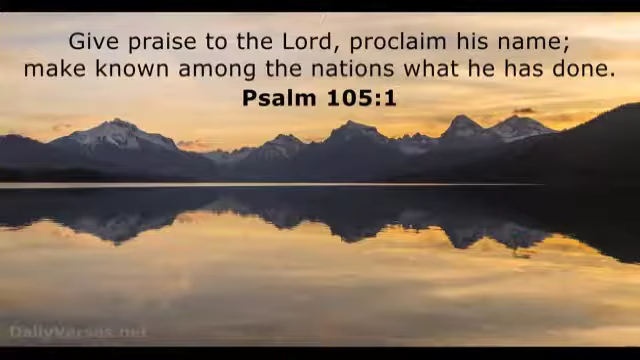 Give praise to the Lord, proclaim his name;
make known among the nations what he has done.
Psalm 105:1
DailyVerses.net